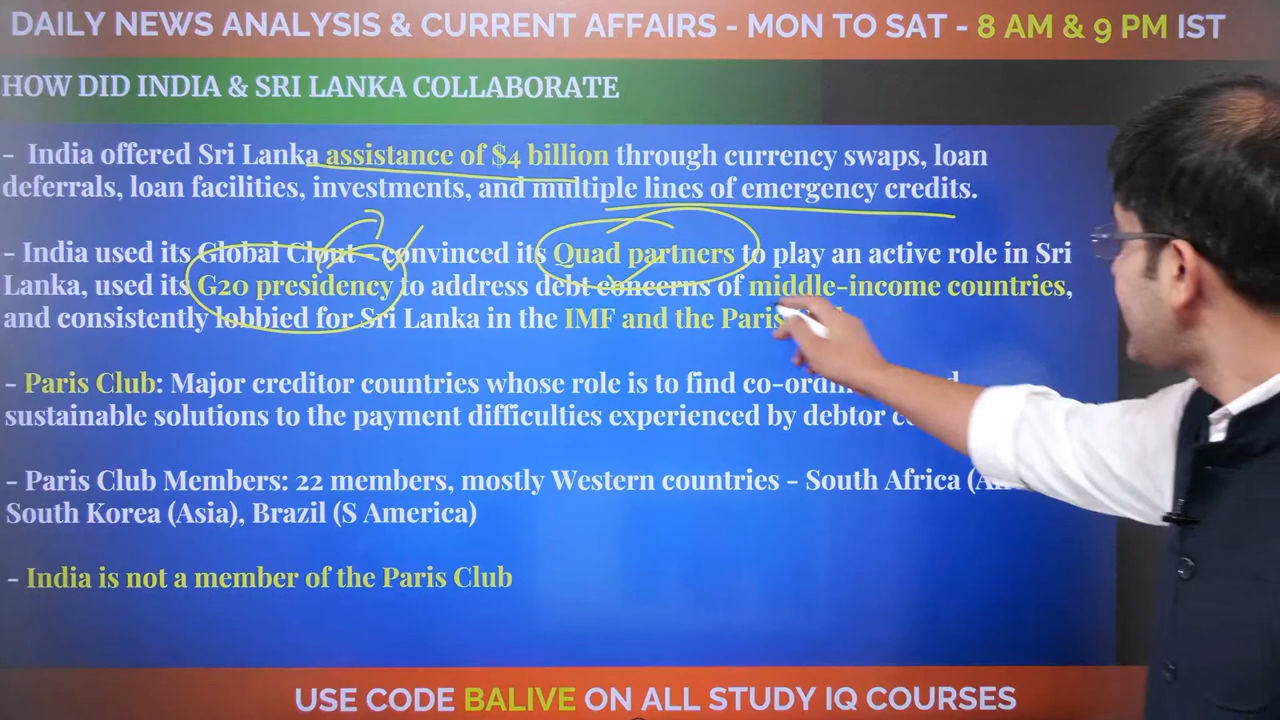 DAILY NEWS ANALYSIS & CURRENT AFFAIRS - MON TO SAT - 8 AM & 9 PM IST
HOW DID INDIA & SRI LANKA COLLABORATE
- India offered Sri Lanka assistance of $4 billion through currency swaps, loan
deferrals, loan facilities, investments, and multiple lines of emergency credits.
- India used its Global Clout - convinced its Quad partners to play an active role in Sri
Lanka, used its G20 presidency to address debt concerns of middle-income countries,
and consistently lobbied for Sri Lanka in the IMF and the Paris
- Paris Club: Major creditor countries whose role is to find
sustainable solutions to the payment difficulties experienced by debtor
- Paris Club Members: 22 members, mostly Western countries - South Africa
South Korea (Asia), Brazil (S America)
- India is not a member of the Paris Club
USE CODE BALIVE ON ALL STUDY IQ COURSES